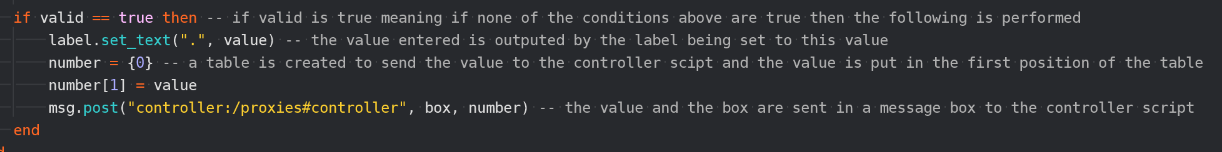 if valid == true then -- if valid is true meaning if none of the conditions above are true then the following is performed
label.set_text(".", value) -- the value entered is outputed by the label being set to this value
number = {0} -- a table is created to send the value to the controller scipt and the value is put in the first position of the table
number[1] = value
msg.post("controller:/proxies#controller", box, number) -- the value and the box are sent in a message box to the controller script
end